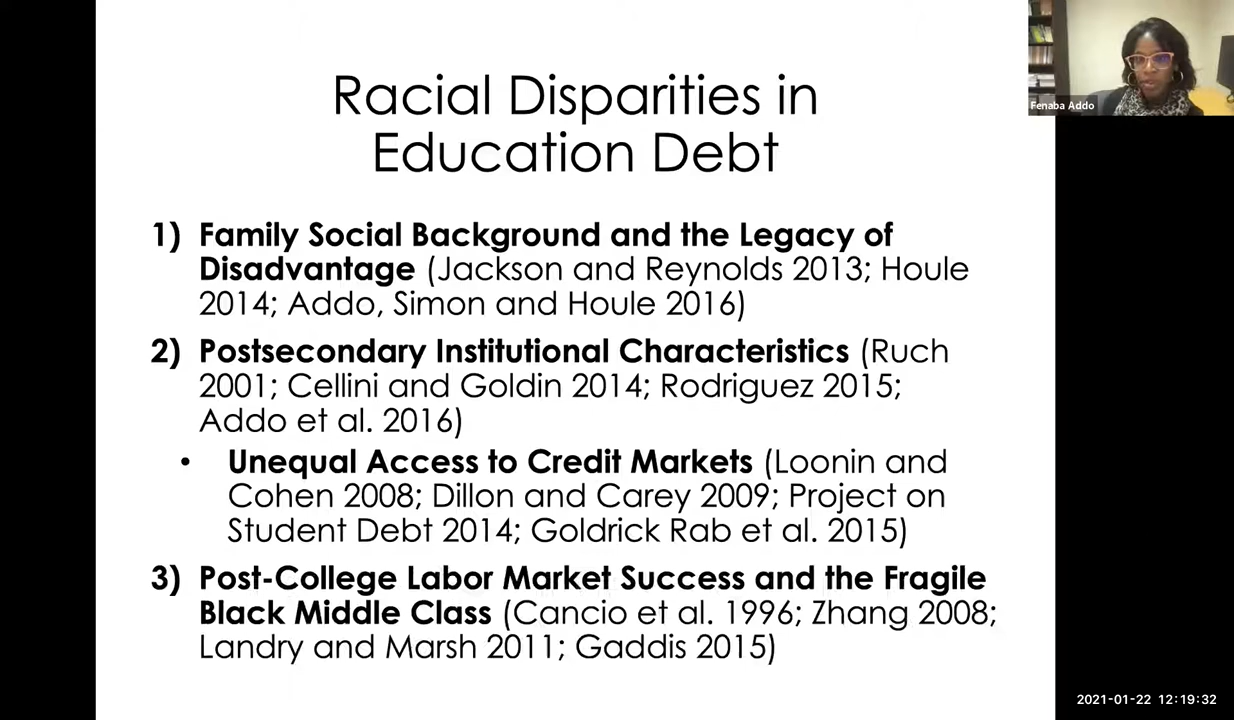 Racial Disparities in
Education Debt
Fenaba Addo
1) Family Social Background and the Legacy of
Disadvantage (Jackson and Reynolds 2013; Houle
2014; Addo, Simon and Houle 2016)
2) Postsecondary Institutional Characteristics (Ruch
2001; Cellini and Goldin 2014; Rodriguez 2015;
Addo et al. 2016)
• Unequal Access to Credit Markets (Loonin and
Cohen 2008; Dillon and Carey 2009; Project on
Student Debt 2014; Goldrick Rab et al. 2015)
3) Post-College Labor Market Success and the Fragile
Black Middle Class (Cancio et al. 1996; Zhang 2008;
Landry and Marsh 2011; Gaddis 2015)
2021-01-22 12:19:32